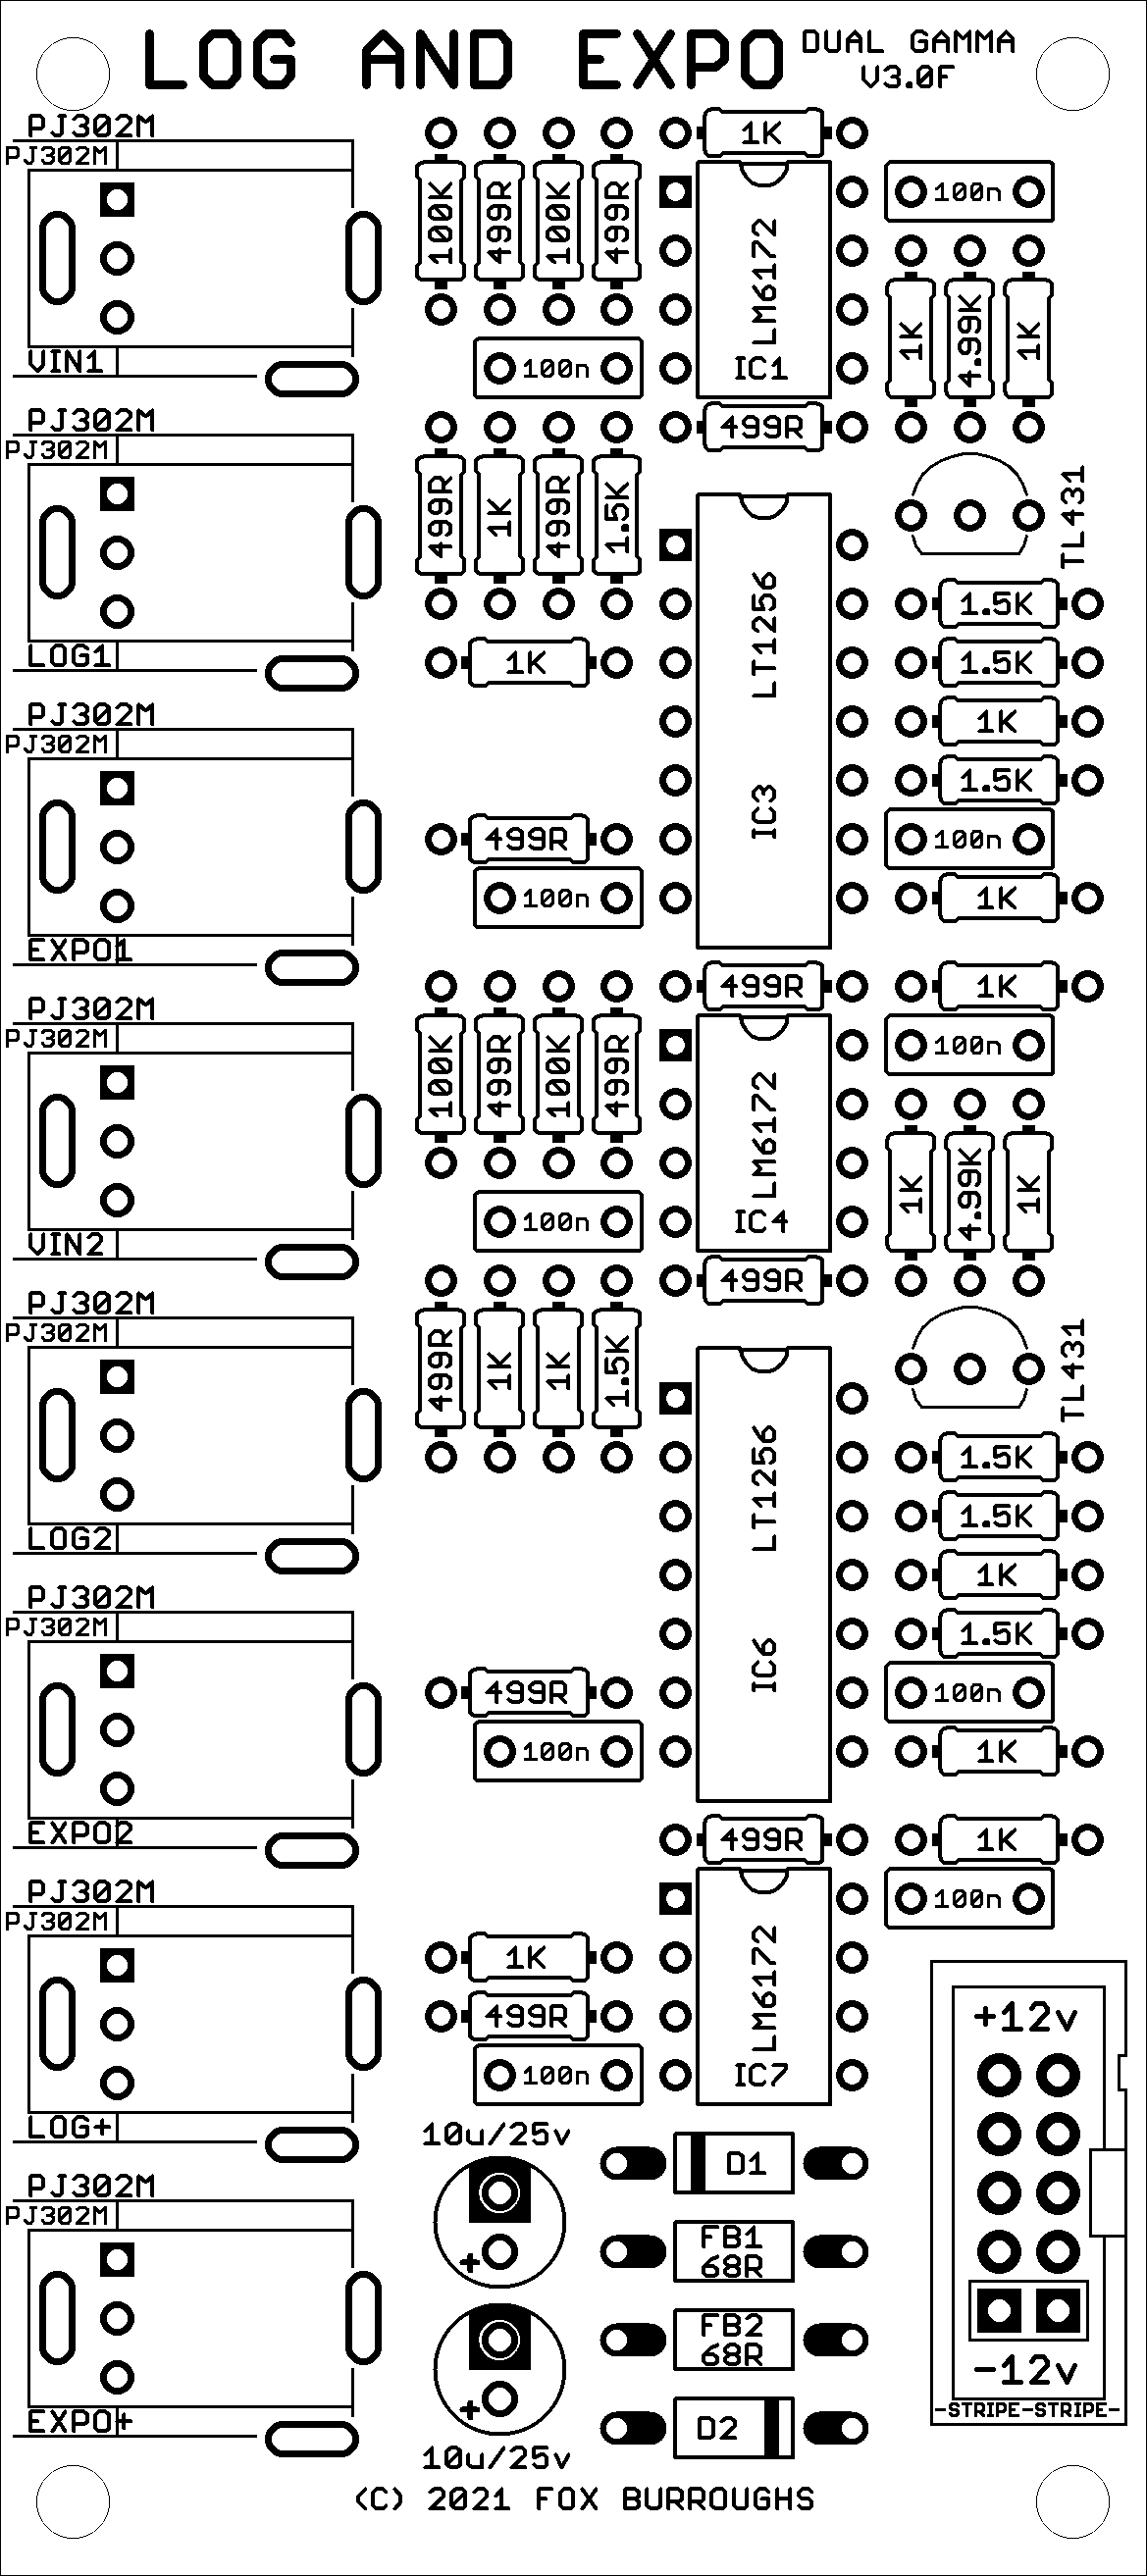 LOG AND EXPO
DUAL GAMMA
V3.0F
PJ302M
PJ302M
VIN1
100K
499R
100K
499R
1K
LM6172
IC1
100n
100n
1K
4.99K
1K
499R
PJ302M
PJ302M
LOG1
499R
1K
499R
1.5K
1K
LT1256
IC3
TL431
1.5K
1.5K
1K
1.5K
100n
1K
PJ302M
PJ302M
EXPO1
499R
100n
499R
1K
PJ302M
PJ302M
VIN2
100K
499R
100K
499R
100n
LM6172
IC4
100n
1K
4.99K
1K
499R
PJ302M
PJ302M
LOG2
499R
1K
1K
1.5K
LT1256
IC6
TL431
1.5K
1.5K
1K
1.5K
100n
1K
PJ302M
PJ302M
EXPO2
499R
100n
499R
1K
PJ302M
PJ302M
LOG+
1K
499R
100n
LM6172
IC7
100n
+12v
-12v
-STRIPE-STRIPE-
PJ302M
PJ302M
EXPO+
10u/25v
+
+
10u/25v
D1
FB1
68R
FB2
68R
D2
(C) 2021 FOX BURROUGHS